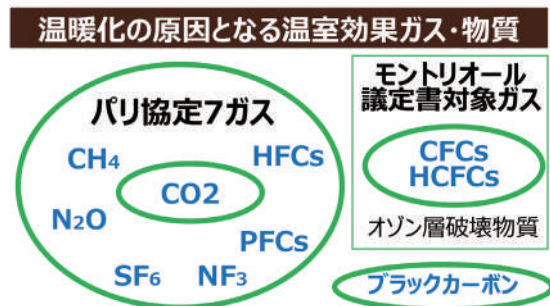 温暖化の原因となる温室効果ガス・物質
パリ協定7ガス
CH₄
HFCs
CO2
N₂O
PFCs
SF₆
NF₃
モントリオール
議定書対象ガス
CFCs
HCFCs
オゾン層破壊物質
ブラックカーボン